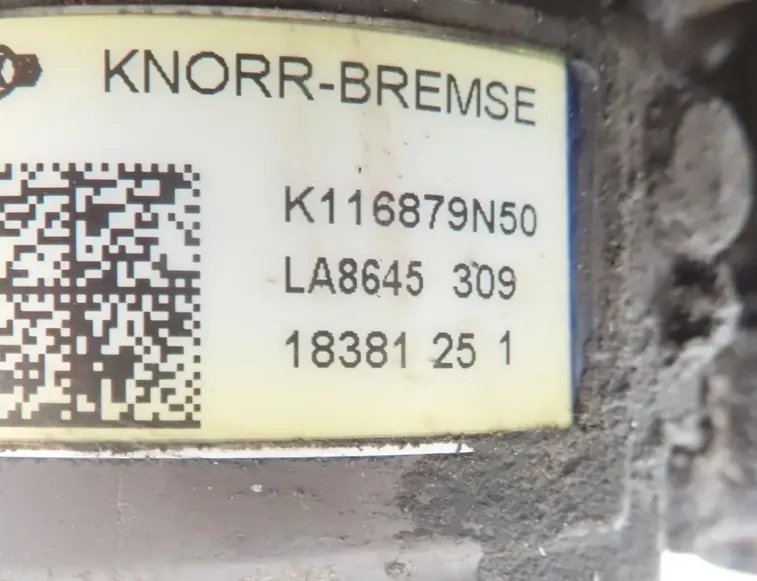 KNORR-BREMSE
K116879N50
LA8645 309
18381 25 1